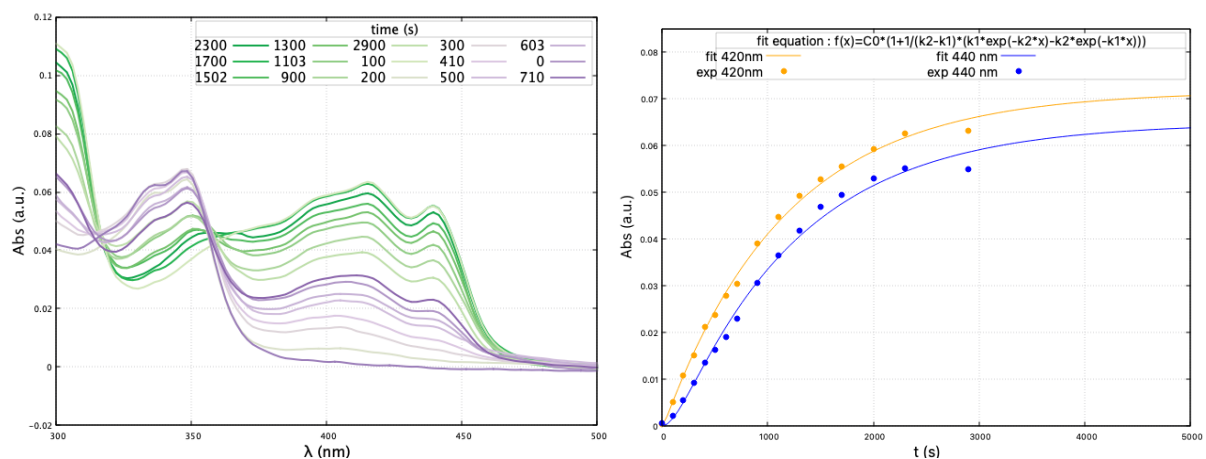 0.12
0.1
0.08
0.06
0.04
0.02
0
−0.02
Abs (a.u.)
time (s)
2300 1300 2900 300 603
1700 1103 100 410 0
1502 900 200 500 710
300 350 400 450 500
λ (nm)
0.08
0.07
0.06
0.05
0.04
0.03
0.02
0.01
0
Abs (a.u.)
fit equation : f(x)=C0*(1+1/(k2-k1)*(k1*exp(-k2*x)-k2*exp(-k1*x)))
fit 420nm fit 440 nm
exp 420nm exp 440 nm
0 1000 2000 3000 4000 5000
t (s)